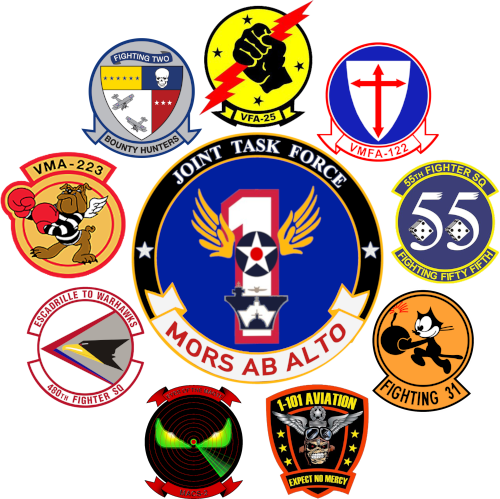 FIGHTING TWO
BOUNTY HUNTERS
VFA-25
VMFA-122
VMA-223
JOINT TASK FORCE
1
MORS AB ALTO
55TH FIGHTER SQ
55
FIGHTING FIFTY FIFTH
ESCADRILLE TO WARHAWKS
480TH FIGHTER SQ
FIGHTING 31
1-101 AVIATION
EXPECT NO MERCY